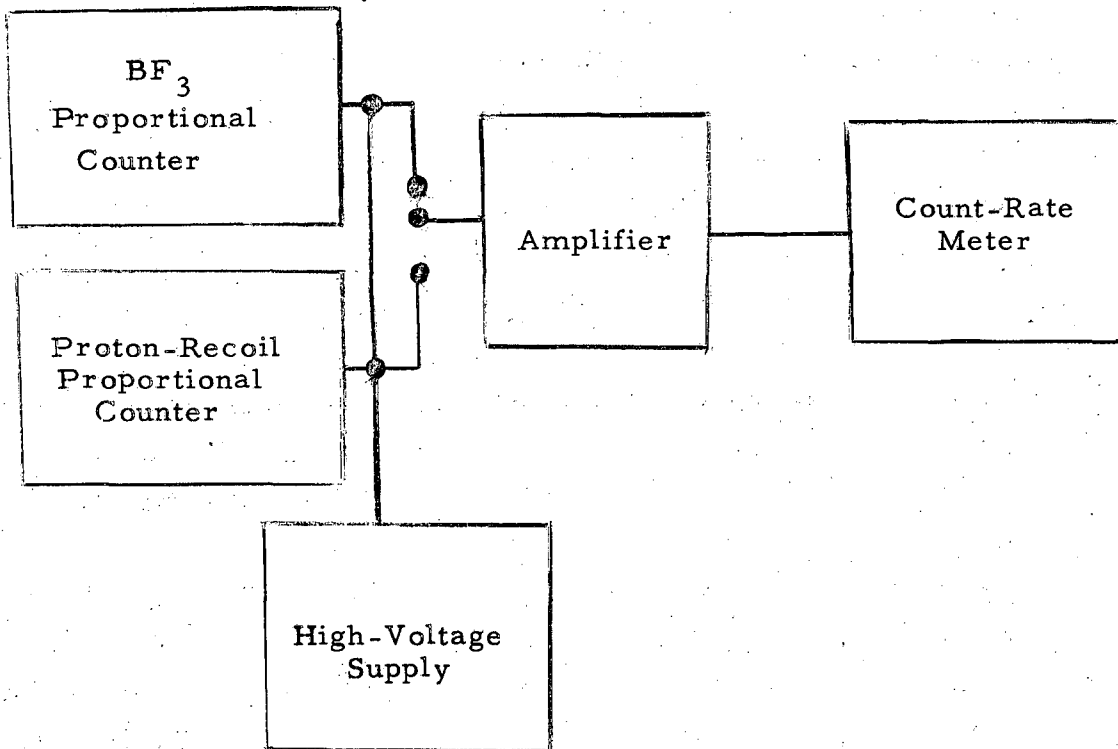 BF3
Proportional
Counter
Amplifier
Count-Rate
Meter
Proton-Recoil
Proportional
Counter
High-Voltage
Supply